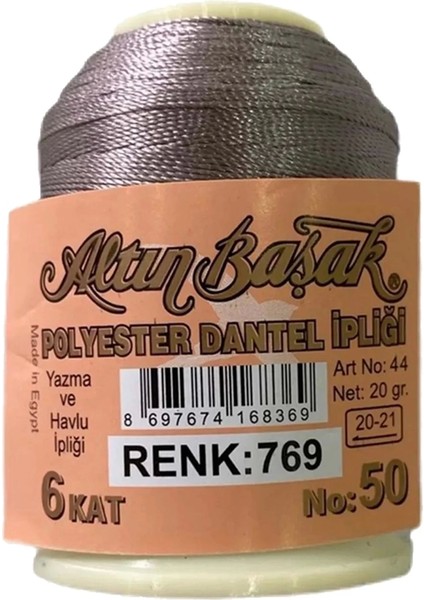 Altın Başak ®
POLYESTER DANTEL İPLİĞİ
Made in Egypt
Yazma
ve
Havlu
İpliği
8 697674 168369
Art No: 44
Net: 20 gr.
20-21
RENK:769
6 KAT
No:50